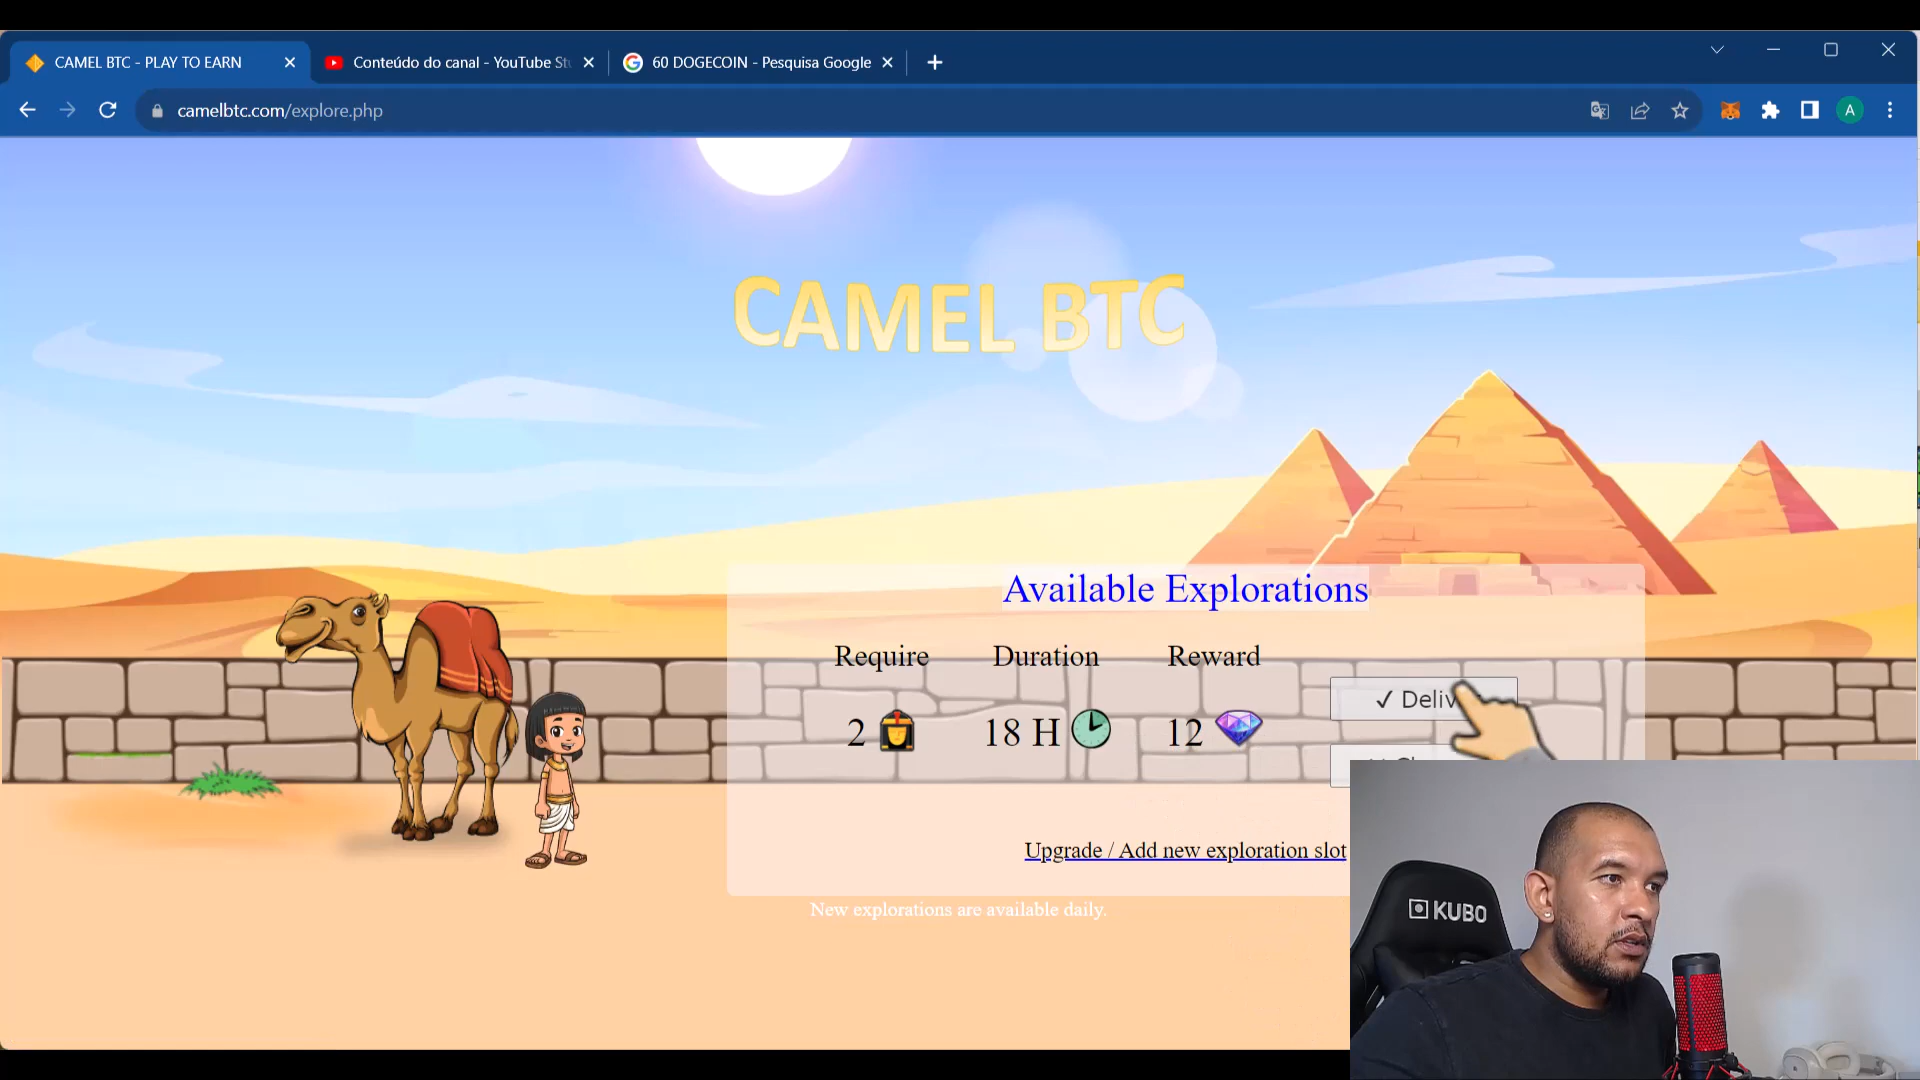 CAMEL BTC - PLAY TO EARN
Conteúdo do canal - YouTube St
60 DOGECOIN - Pesquisa Google
camelbtc.com/explore.php
A
CAMEL BTC
Available Explorations
Require Duration Reward
2 18 H 12
✓ Deliv
Upgrade / Add new exploration slot
New explorations are available daily.
KUBO